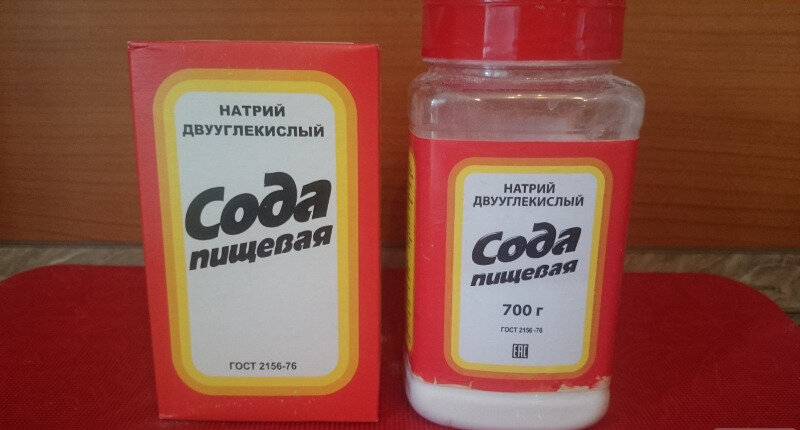 НАТРИЙ
ДВУУГЛЕКИСЛЫЙ
Сода
пищевая
ГОСТ 2156-76
НАТРИЙ
ДВУУГЛЕКИСЛЫЙ
Сода
пищевая
700 г
ГОСТ 2156-76
ЕАС